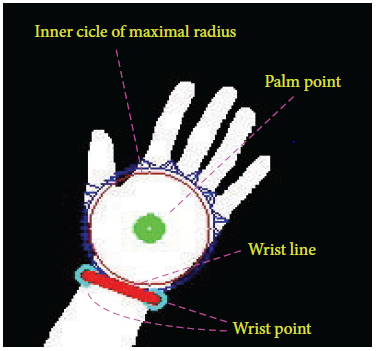 Inner cicle of maximal radius
Palm point
Wrist line
Wrist point